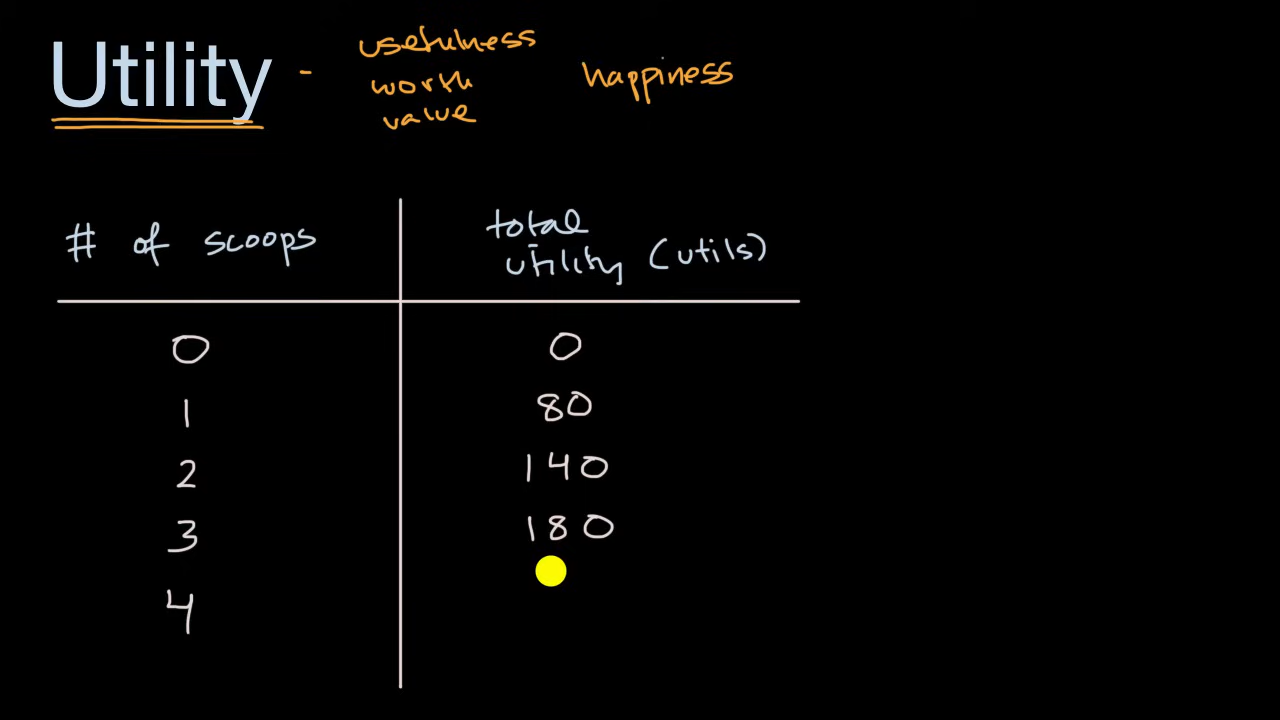 Utility - usefulness
worth
value
happiness
# of scoops
total
utility (utils)
0 0
1 80
2 140
3 180
4